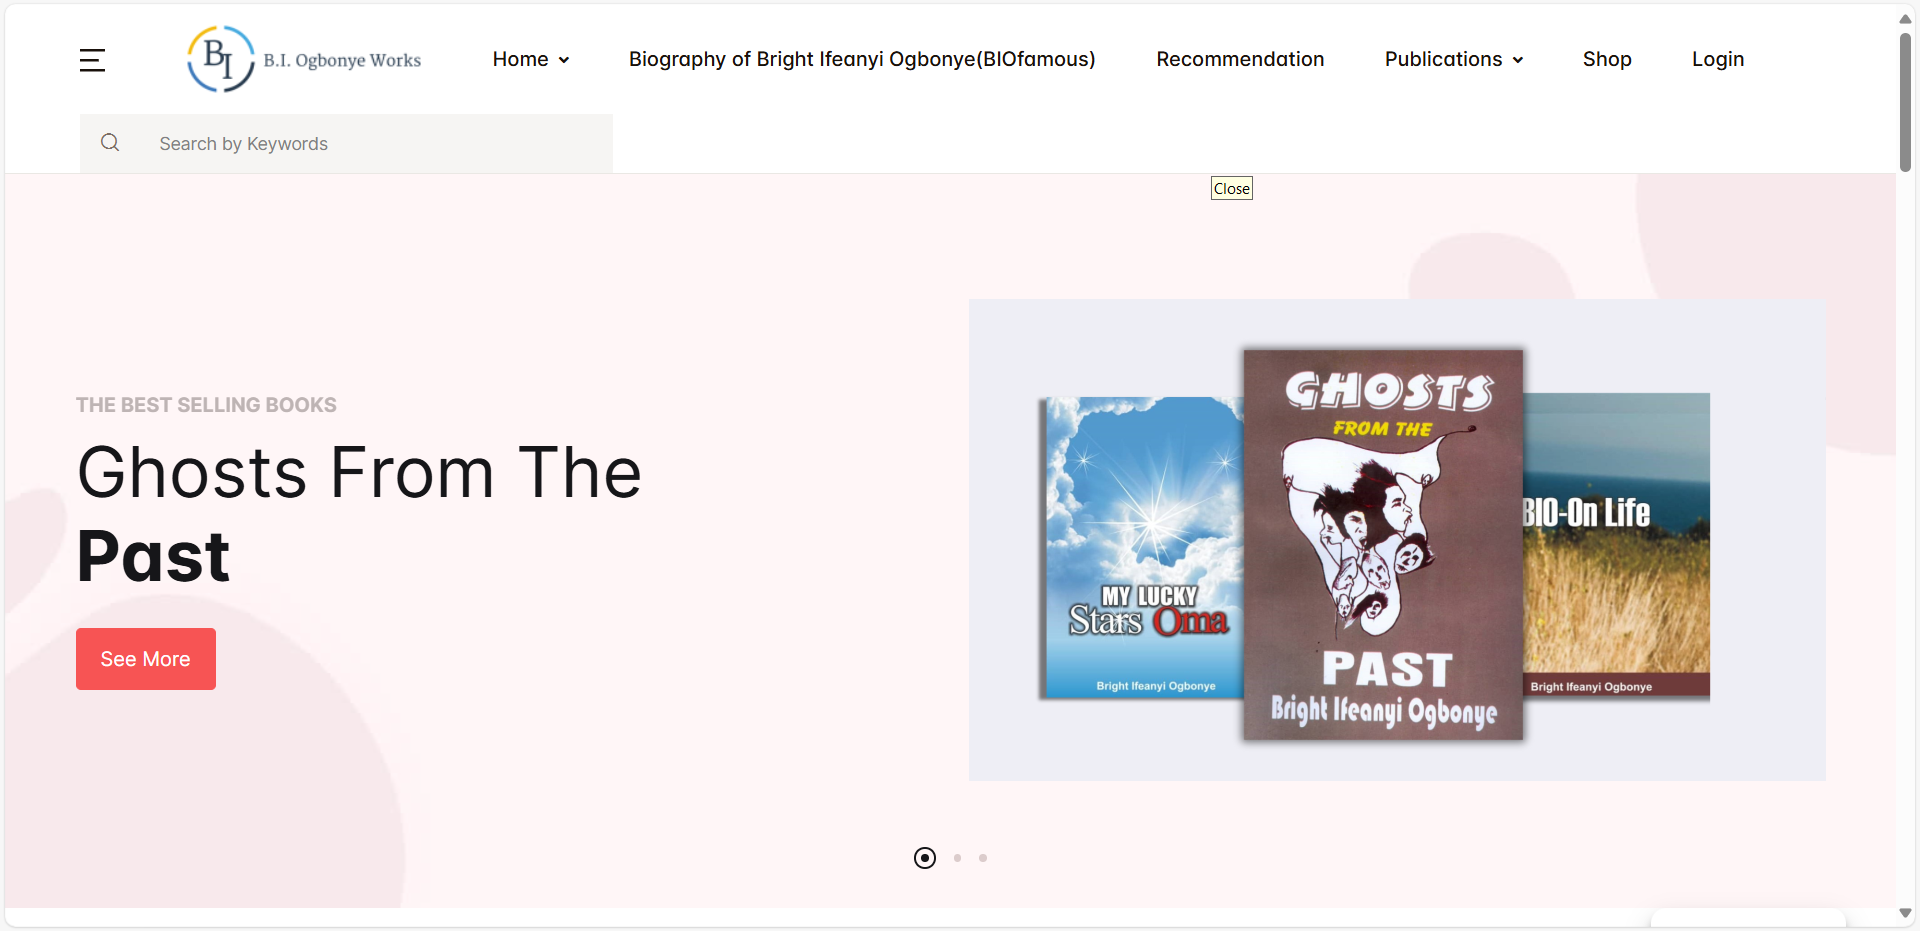 BI B.I. Ogbonye Works
Home
Biography of Bright Ifeanyi Ogbonye(BIOfamous)
Recommendation
Publications
Shop
Login
Search by Keywords
Close
THE BEST SELLING BOOKS
Ghosts From The
Past
See More
MY LUCKY
Stars Oma
Bright Ifeanyi Ogbonye
GHOSTS
FROM THE
PAST
Bright Ifeanyi Ogbonye
BIO-On Life
Bright Ifeanyi Ogbonye